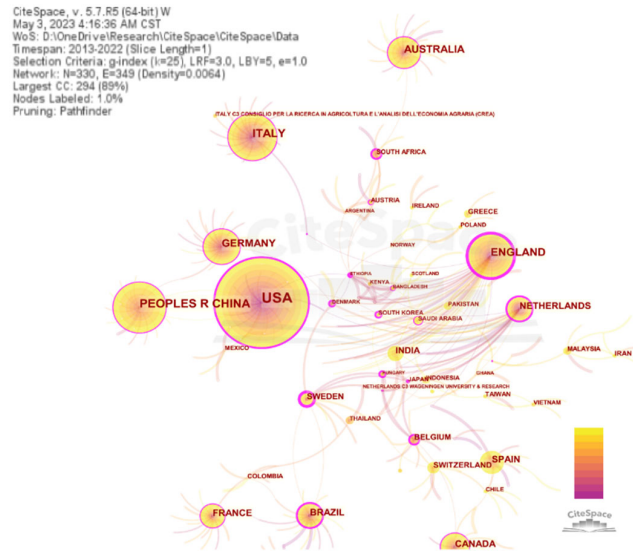 CiteSpace, v. 5.7.R5 (64-bit) W
May 3, 2023 4:16:36 AM CST
WoS: D:\OneDrive\Research\CiteSpace\CiteSpace\Data
Timespan: 2013-2022 (Slice Length=1)
Selection Criteria: g-index (k=25), LRF=3.0, LBY=5, e=1.0
Network: N=330, E=349 (Density=0.0064)
Largest CC: 294 (89%)
Nodes Labeled: 1.0%
Pruning: Pathfinder
AUSTRALIA
ITALY C3 CONSIGLIO PER LA RICERCA IN AGRICOLTURA E L'ANALISI DELL'ECONOMIA AGRARIA (CREA)
ITALY
SOUTH AFRICA
AUSTRIA
IRELAND
ARGENTINA
GREECE
POLAND
CiteSpace
GERMANY
NORWAY
ENGLAND
ETHIOPIA
SCOTLAND
KENYA
BANGLADESH
USA
PEOPLES R CHINA
DENMARK
PAKISTAN
NETHERLANDS
SOUTH KOREA
SAUDI ARABIA
MEXICO
INDIA
MALAYSIA
IRAN
HUNGARY
GHANA
JAPAN
INDONESIA
NETHERLANDS C3 WAGENINGEN UNIVERSITY & RESEARCH
SWEDEN
TAIWAN
VIETNAM
THAILAND
BELGIUM
SPAIN
SWITZERLAND
COLOMBIA
CHILE
FRANCE
BRAZIL
CiteSpace
CANADA